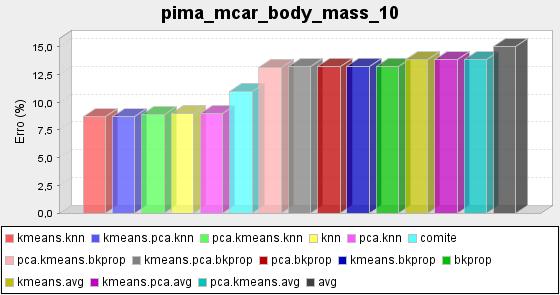 pima_mcar_body_mass_10
Erro (%)
15,0
12,5
10,0
7,5
5,0
2,5
0,0
kmeans.knn kmeans.pca.knn pca.kmeans.knn knn pca.knn comite
pca.kmeans.bkprop kmeans.pca.bkprop pca.bkprop kmeans.bkprop bkprop
kmeans.avg kmeans.pca.avg pca.kmeans.avg avg